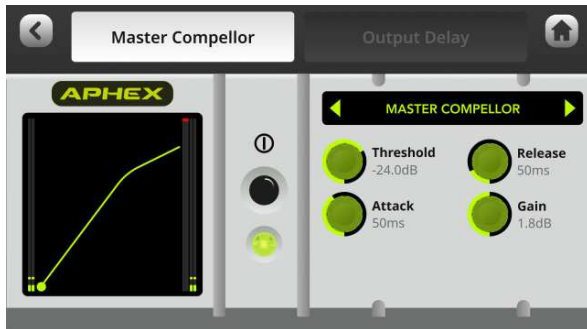 Master Compellor
Output Delay
APHEX
MASTER COMPELLOR
Threshold
-24.0dB
Release
50ms
Attack
50ms
Gain
1.8dB